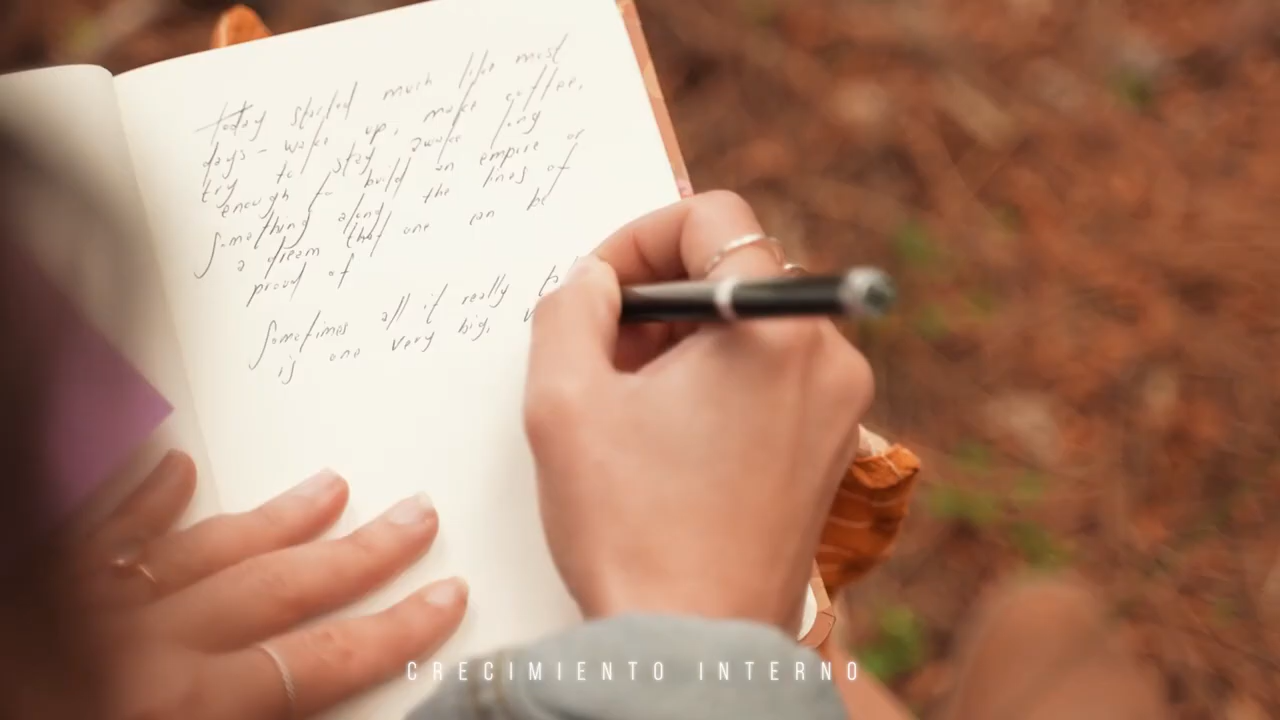 today started much like most
days - wake up, make coffee,
try to stay awake long
enough to build an empire or
something along the lines of
a dream that one can be
proud of
Sometimes all it really
is one very big,
CRECIMIENTO INTERNO